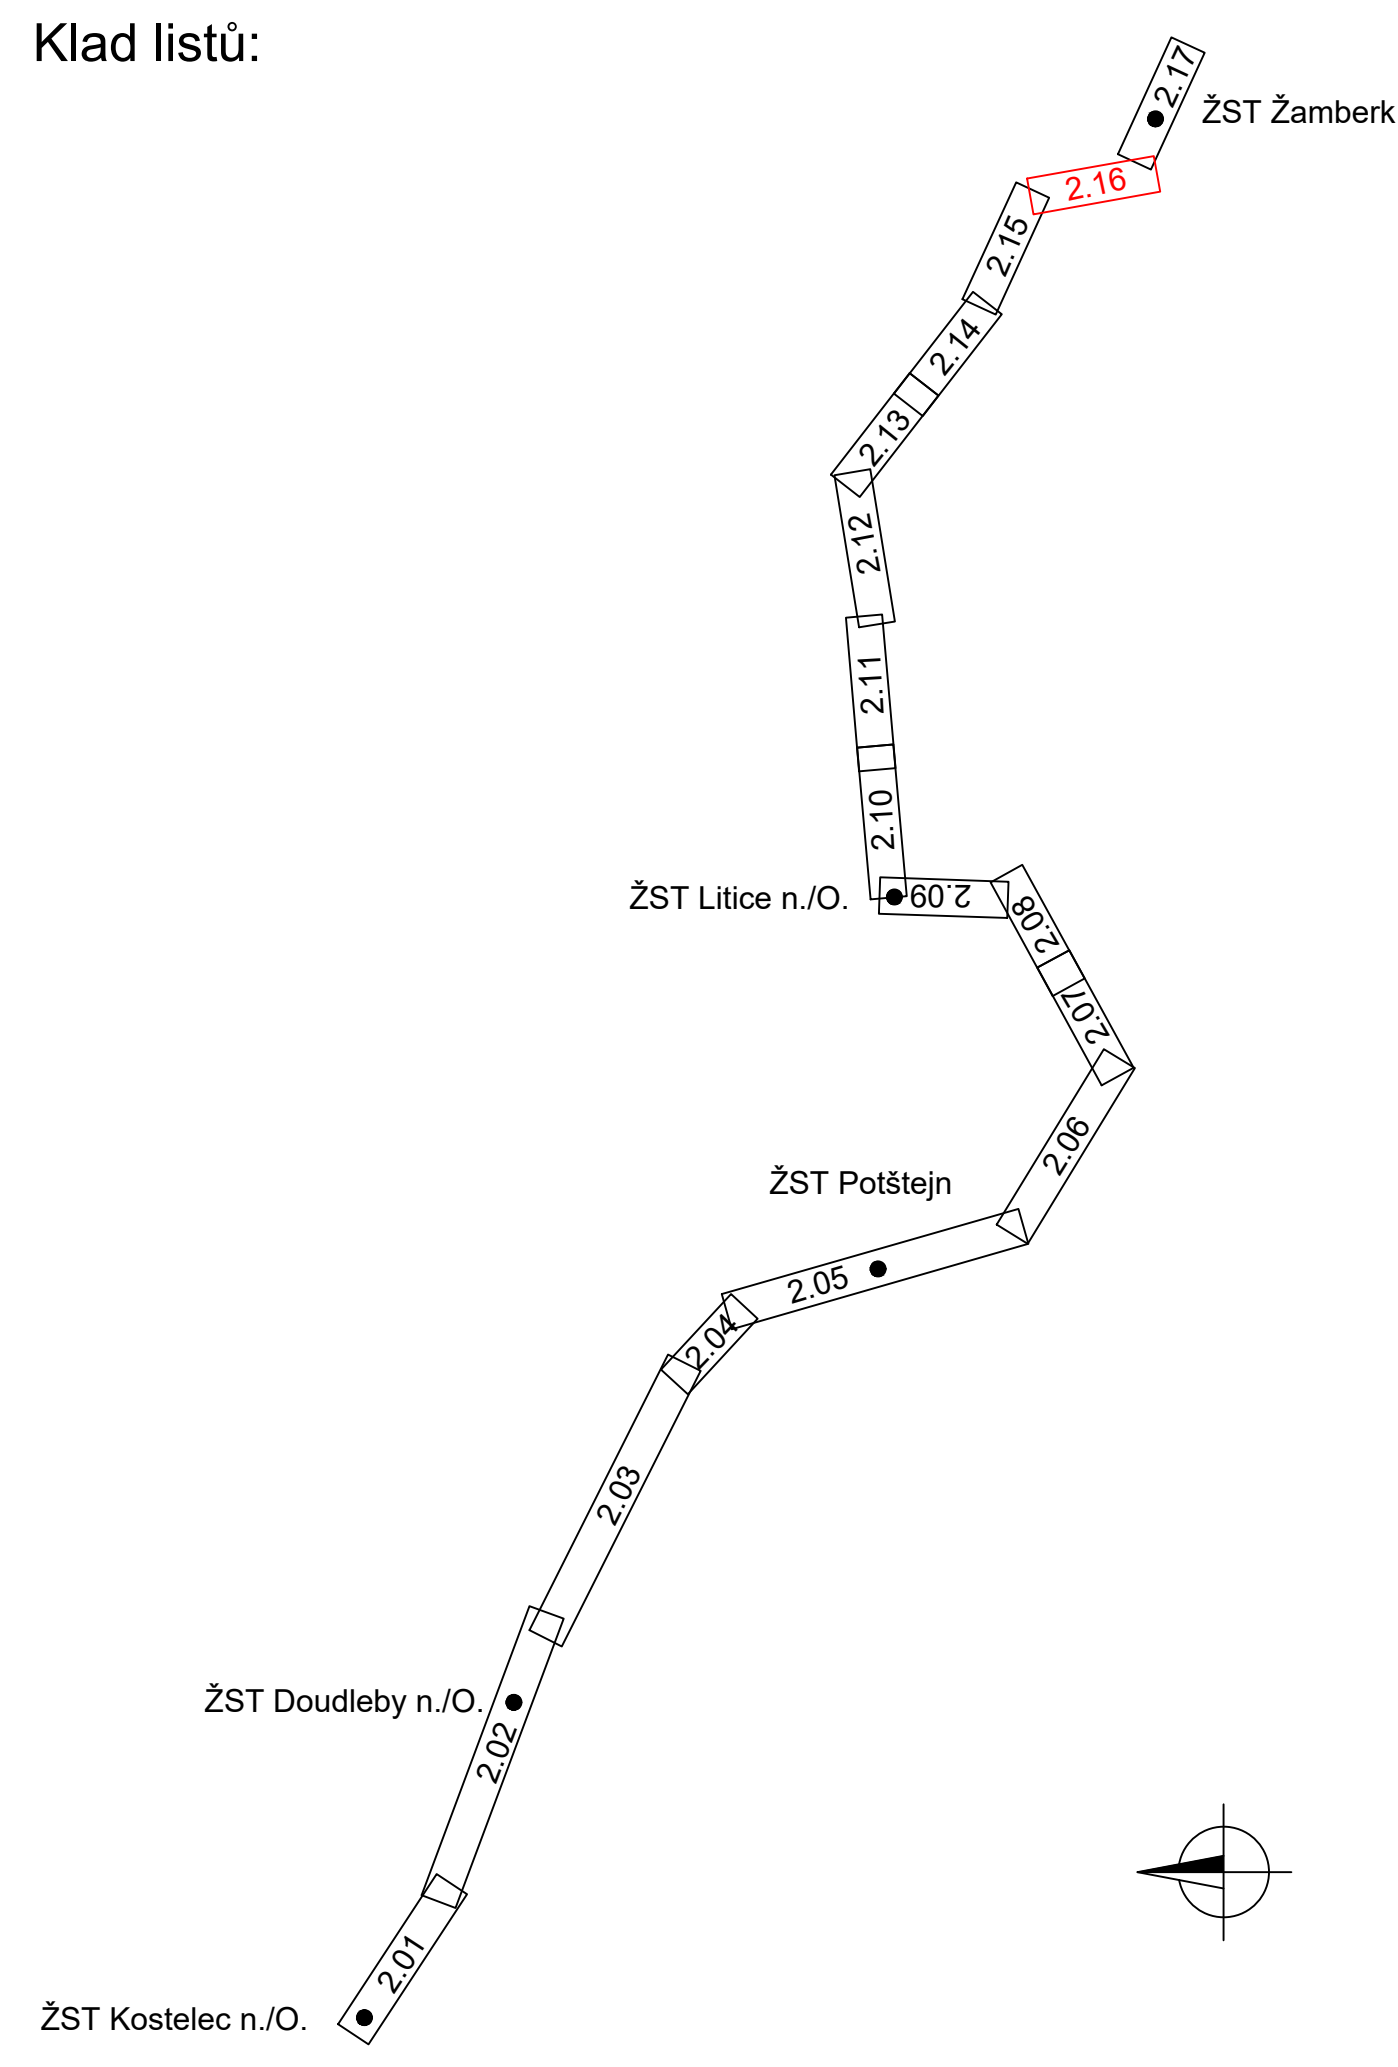 Klad listů:
2.17
ŽST Žamberk
2.16
2.15
2.14
2.13
2.12
2.11
2.10
ŽST Litice n./O.
2.09
2.08
2.07
2.06
ŽST Potštejn
2.05
2.04
2.03
ŽST Doudleby n./O.
2.02
2.01
ŽST Kostelec n./O.